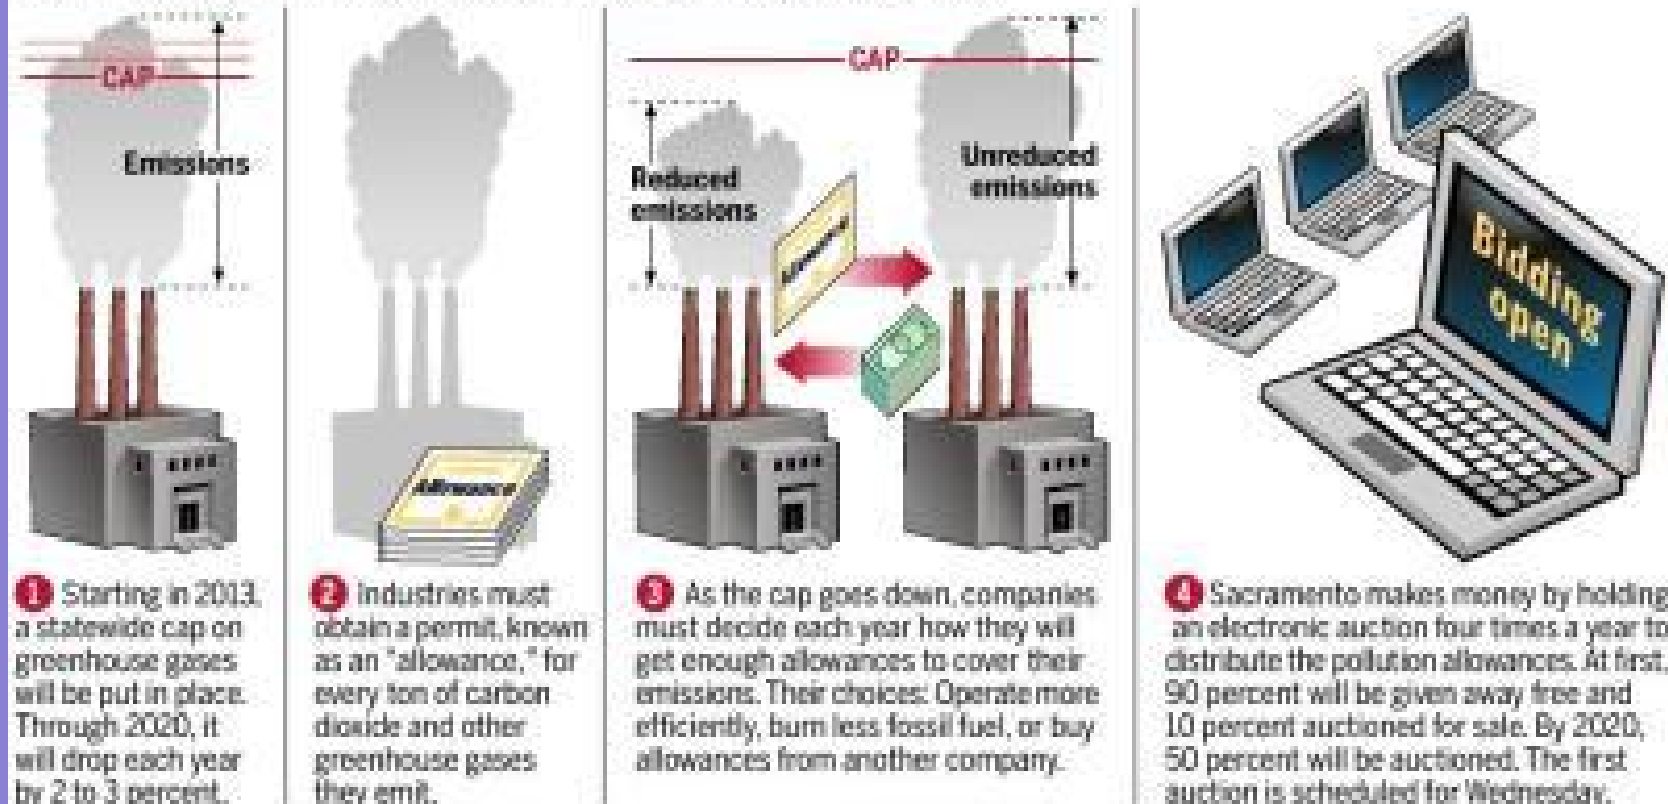 CAP
Emissions
Allowance
CAP
Reduced
emissions
Unreduced
emissions
Allowance
Bidding
open
1 Starting in 2013,
a statewide cap on
greenhouse gases
will be put in place.
Through 2020, it
will drop each year
by 2 to 3 percent.
2 Industries must
obtain a permit, known
as an "allowance," for
every ton of carbon
dioxide and other
greenhouse gases
they emit.
3 As the cap goes down, companies
must decide each year how they will
get enough allowances to cover their
emissions. Their choices: Operate more
efficiently, burn less fossil fuel, or buy
allowances from another company.
4 Sacramento makes money by holding
an electronic auction four times a year to
distribute the pollution allowances. At first,
90 percent will be given away free and
10 percent auctioned for sale. By 2020,
50 percent will be auctioned. The first
auction is scheduled for Wednesday.